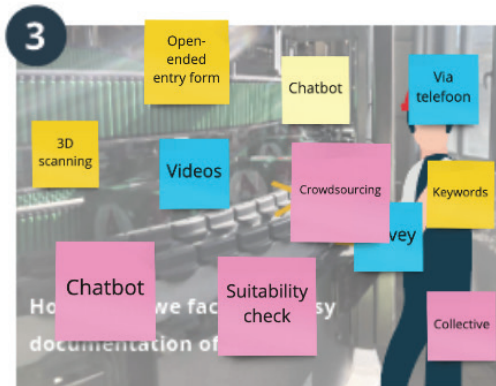 3
Open-
ended
entry form
Chatbot
Via
telefoon
3D
scanning
Videos
Crowdsourcing
Keywords
vey
Chatbot
Suitability
check
Collective
Ho we fac sy
documentation of